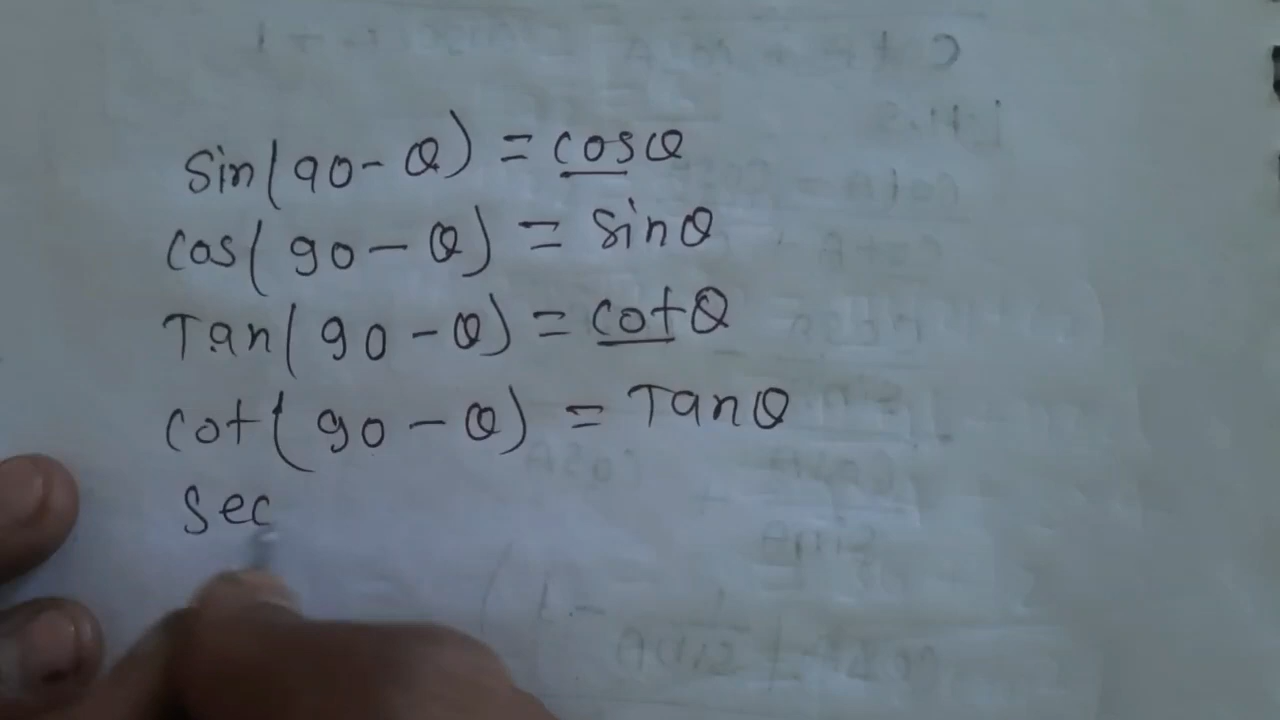 Sin(90-θ) = cosθ
cos(90-θ) = sinθ
Tan(90-θ) = cotθ
cot(90-θ) = Tanθ
Sec